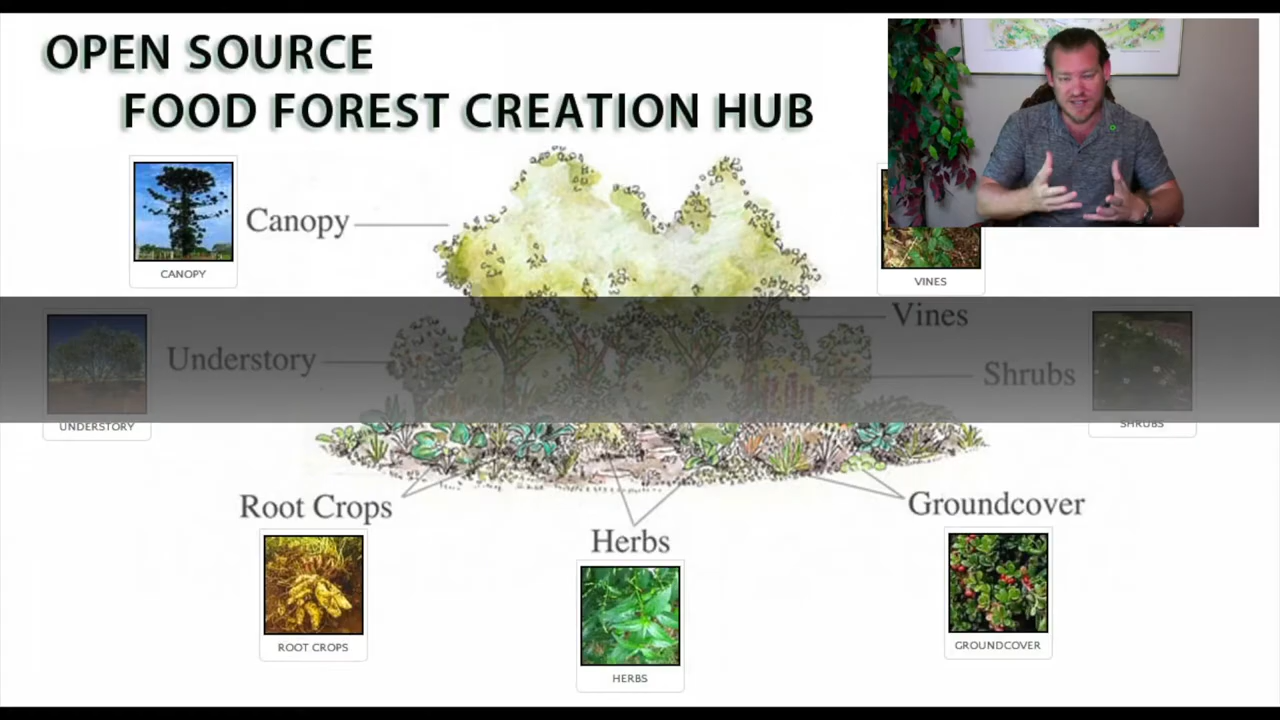 OPEN SOURCE
FOOD FOREST CREATION HUB
Canopy
CANOPY
VINES
Vines
Understory
UNDERSTORY
Shrubs
SHRUBS
Root Crops
ROOT CROPS
Herbs
HERBS
Groundcover
GROUNDCOVER